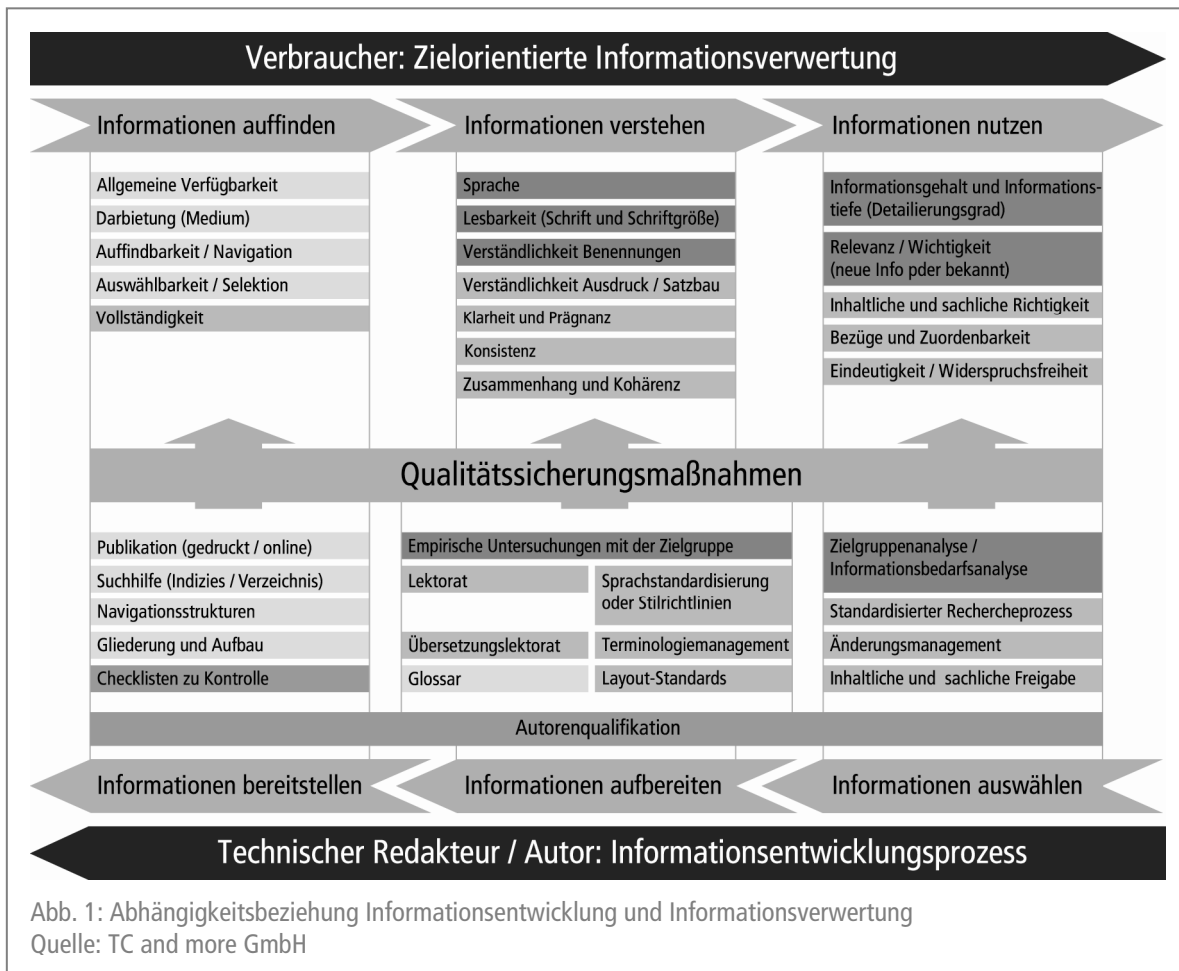 Verbraucher: Zielorientierte Informationsverwertung
Informationen auffinden
Informationen verstehen
Informationen nutzen
Allgemeine Verfügbarkeit
Darbietung (Medium)
Auffindbarkeit / Navigation
Auswählbarkeit / Selektion
Vollständigkeit
Sprache
Lesbarkeit (Schrift und Schriftgröße)
Verständlichkeit Benennungen
Verständlichkeit Ausdruck / Satzbau
Klarheit und Prägnanz
Konsistenz
Zusammenhang und Kohärenz
Informationsgehalt und Informations-
tiefe (Detailierungsgrad)
Relevanz / Wichtigkeit
(neue Info pder bekannt)
Inhaltliche und sachliche Richtigkeit
Bezüge und Zuordenbarkeit
Eindeutigkeit / Widerspruchsfreiheit
Qualitätssicherungsmaßnahmen
Publikation (gedruckt / online)
Suchhilfe (Indizies / Verzeichnis)
Navigationsstrukturen
Gliederung und Aufbau
Checklisten zu Kontrolle
Empirische Untersuchungen mit der Zielgruppe
Lektorat
Sprachstandardisierung
oder Stilrichtlinien
Übersetzungslektorat
Terminologiemanagement
Glossar
Layout-Standards
Zielgruppenanalyse /
Informationsbedarfsanalyse
Standardisierter Rechercheprozess
Änderungsmanagement
Inhaltliche und sachliche Freigabe
Autorenqualifikation
Informationen bereitstellen
Informationen aufbereiten
Informationen auswählen
Technischer Redakteur / Autor: Informationsentwicklungsprozess
Abb. 1: Abhängigkeitsbeziehung Informationsentwicklung und Informationsverwertung
Quelle: TC and more GmbH